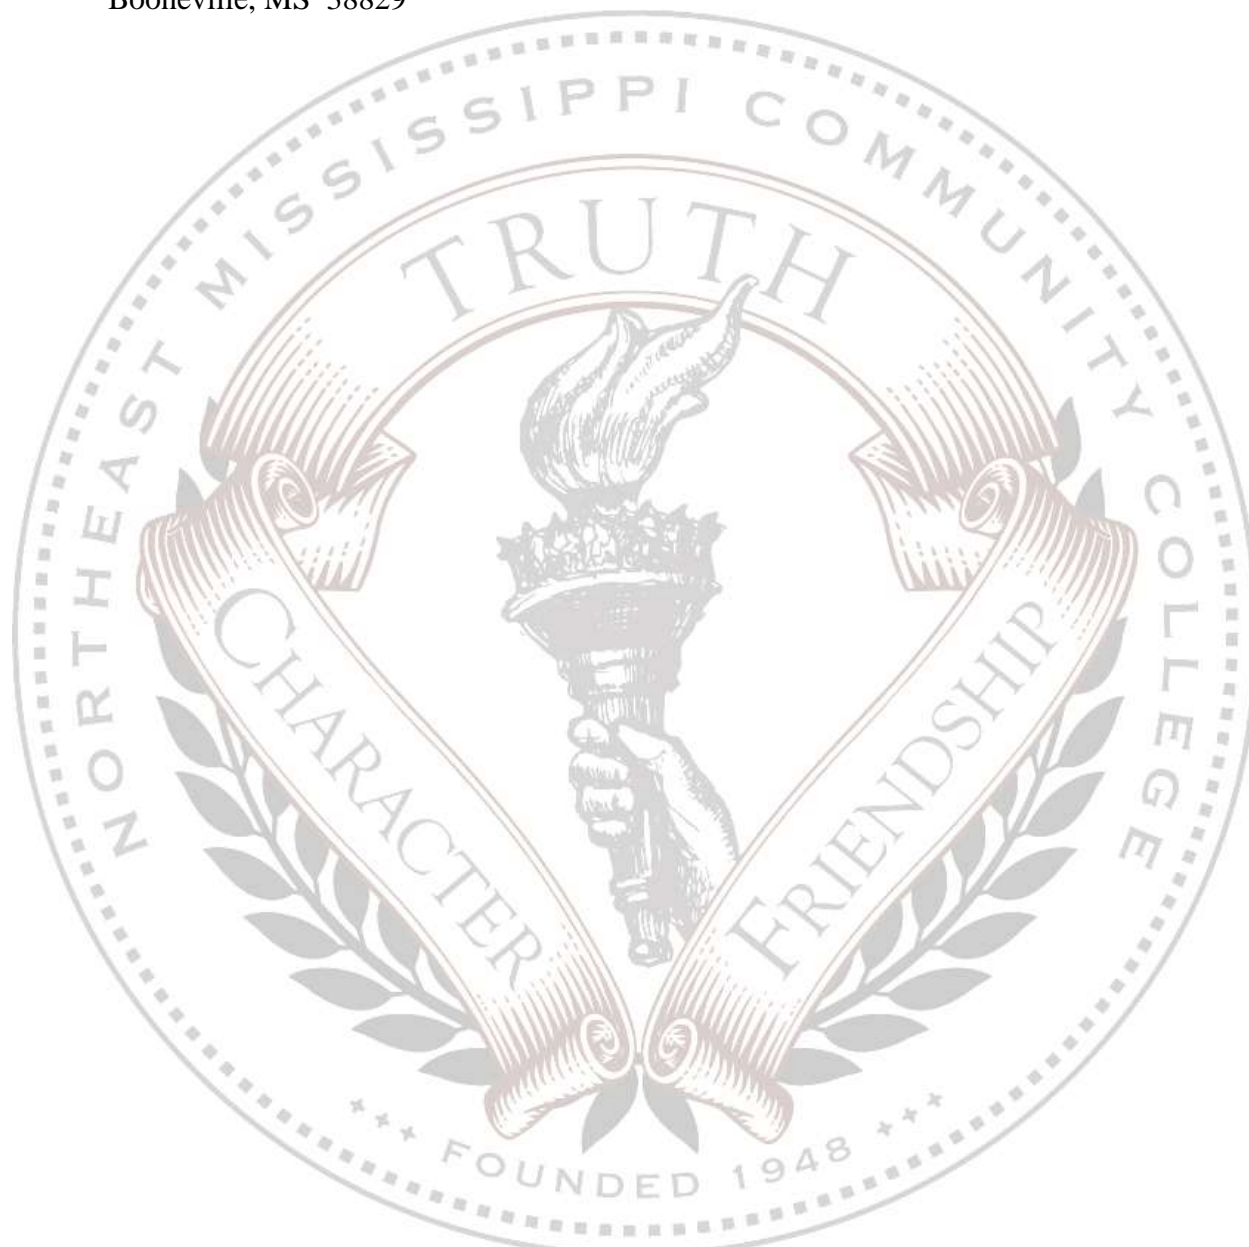 Booneville, MS 38829
NORTHEAST MISSISSIPPI COMMUNITY COLLEGE
TRUTH
CHARACTER
FRIENDSHIP
+++ FOUNDED 1948 +++